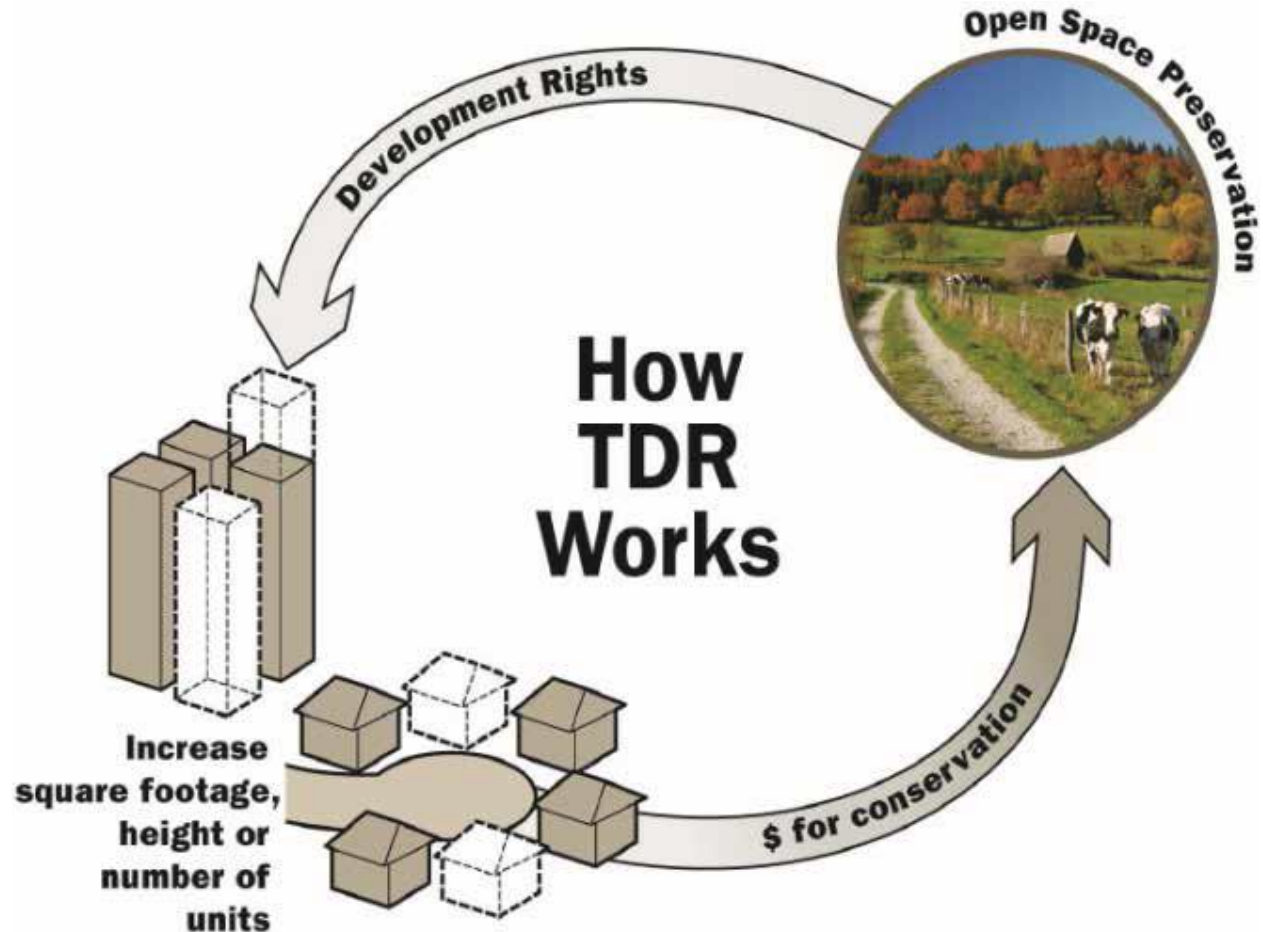 Open Space Preservation
Development Rights
How
TDR
Works
Increase
square footage,
height or
number of
units
$ for conservation